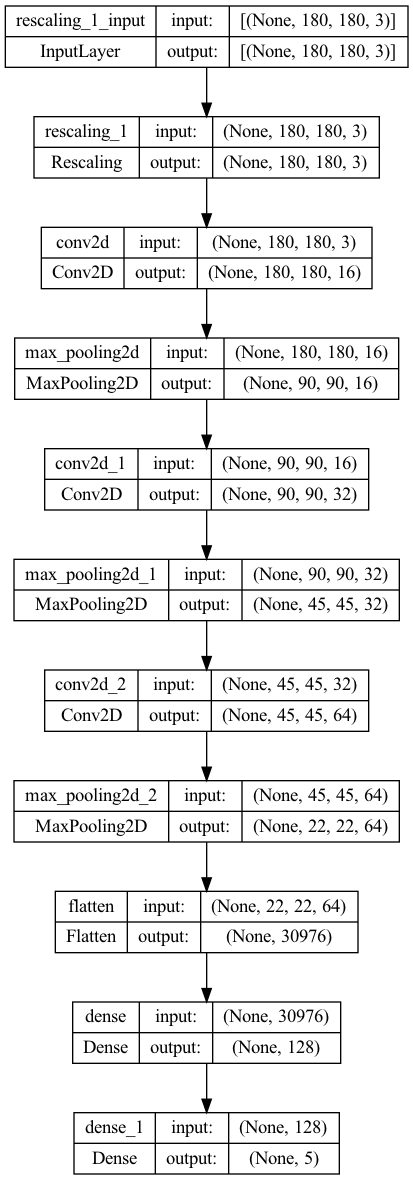 rescaling_1_input input: [(None, 180, 180, 3)]
InputLayer output: [(None, 180, 180, 3)]
rescaling_1 input: (None, 180, 180, 3)
Rescaling output: (None, 180, 180, 3)
conv2d input: (None, 180, 180, 3)
Conv2D output: (None, 180, 180, 16)
max_pooling2d input: (None, 180, 180, 16)
MaxPooling2D output: (None, 90, 90, 16)
conv2d_1 input: (None, 90, 90, 16)
Conv2D output: (None, 90, 90, 32)
max_pooling2d_1 input: (None, 90, 90, 32)
MaxPooling2D output: (None, 45, 45, 32)
conv2d_2 input: (None, 45, 45, 32)
Conv2D output: (None, 45, 45, 64)
max_pooling2d_2 input: (None, 45, 45, 64)
MaxPooling2D output: (None, 22, 22, 64)
flatten input: (None, 22, 22, 64)
Flatten output: (None, 30976)
dense input: (None, 30976)
Dense output: (None, 128)
dense_1 input: (None, 128)
Dense output: (None, 5)